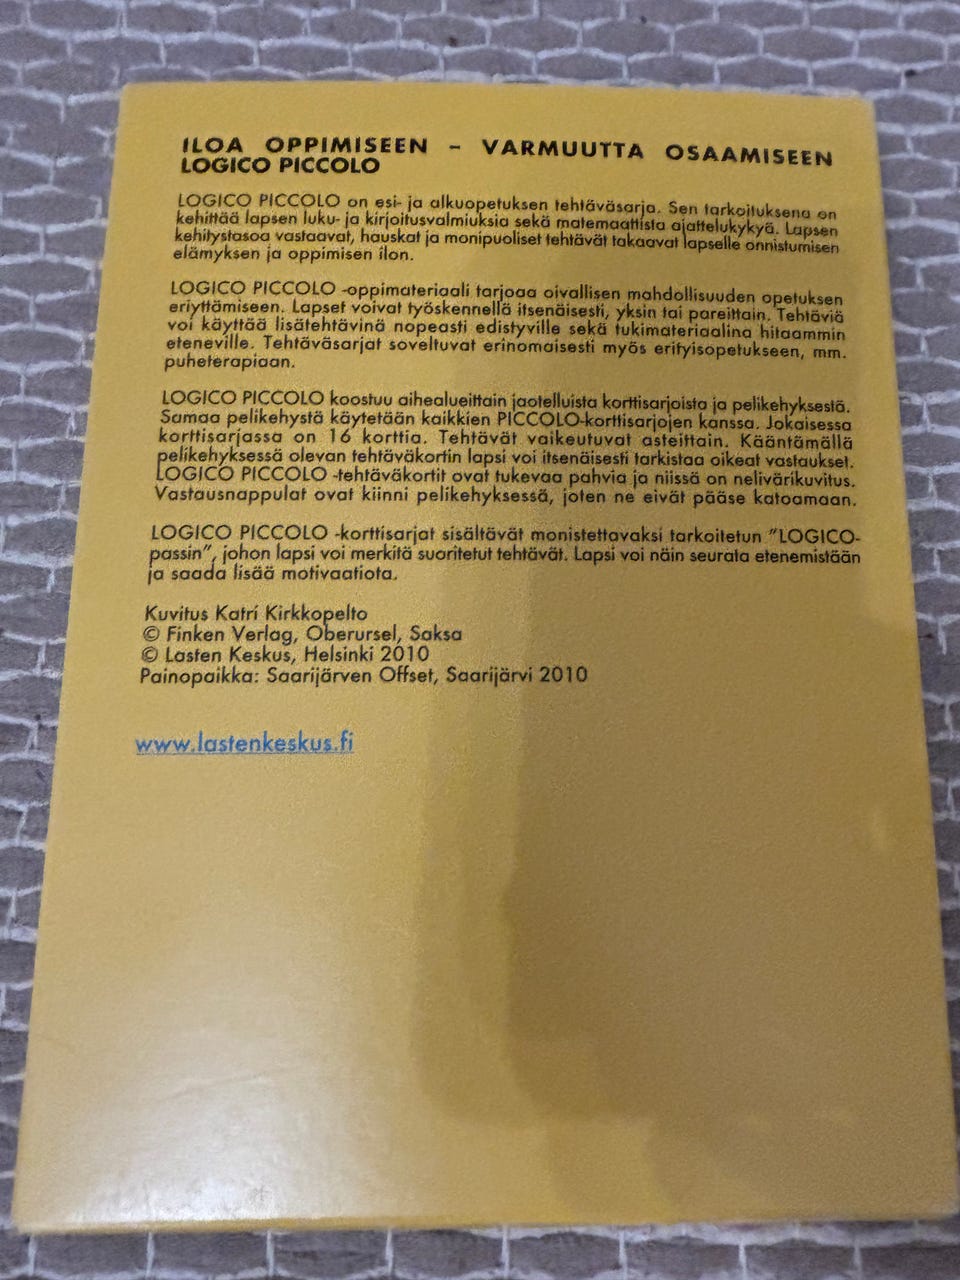 ILOA OPPIMISEEN – VARMUUTTA OSAAMISEEN
LOGICO PICCOLO
LOGICO PICCOLO on esi- ja alkuopetuksen tehtäväsarja. Sen tarkoituksena on
kehittää lapsen luku- ja kirjoitusvalmiuksia sekä matemaattista ajattelukykyä. Lapsen
kehitystasoa vastaavat, hauskat ja monipuoliset tehtävät takaavat lapselle onnistumisen
elämyksen ja oppimisen ilon.
LOGICO PICCOLO -oppimateriaali tarjoaa oivallisen mahdollisuuden opetuksen
eriyttämiseen. Lapset voivat työskennellä itsenäisesti, yksin tai pareittain. Tehtäviä
voi käyttää lisätehtävinä nopeasti edistyville sekä tukimateriaalina hitaammin
eteneville. Tehtäväsarjat soveltuvat erinomaisesti myös erityisopetukseen, mm.
puheterapiaan.
LOGICO PICCOLO koostuu aihealueittain jaotelluista korttisarjoista ja pelikehyksestä.
Samaa pelikehystä käytetään kaikkien PICCOLO-korttisarjojen kanssa. Jokaisessa
korttisarjassa on 16 korttia. Tehtävät vaikeutuvat asteittain. Kääntämällä
pelikehyksessä olevan tehtäväkortin lapsi voi itsenäisesti tarkistaa oikeat vastaukset.
LOGICO PICCOLO -tehtäväkortit ovat tukevaa pahvia ja niissä on nelivärikuvitus.
Vastausnappulat ovat kiinni pelikehyksessä, joten ne eivät pääse katoamaan.
LOGICO PICCOLO -korttisarjat sisältävät monistettavaksi tarkoitetun "LOGICO-
passin", johon lapsi voi merkitä suoritetut tehtävät. Lapsi voi näin seurata etenemistään
ja saada lisää motivaatiota.
Kuvitus Katri Kirkkopelto
© Finken Verlag, Oberursel, Saksa
© Lasten Keskus, Helsinki 2010
Painopaikka: Saarijärven Offset, Saarijärvi 2010
www.lastenkeskus.fi